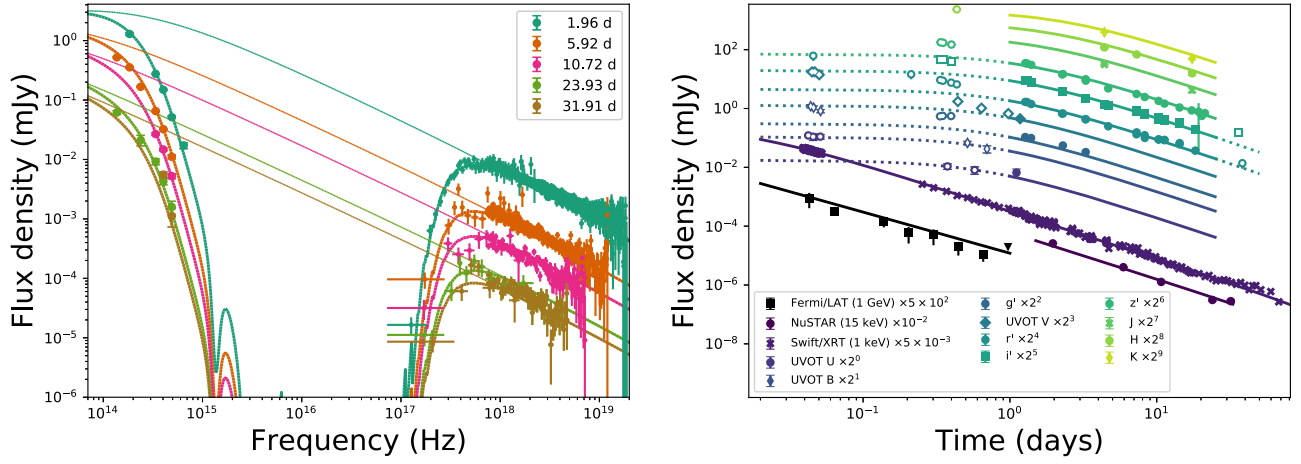 Flux density (mJy)
10^0
10^-1
10^-2
10^-3
10^-4
10^-5
10^-6
10^14
10^15
10^16
10^17
10^18
10^19
Frequency (Hz)
1.96 d
5.92 d
10.72 d
23.93 d
31.91 d
Flux density (mJy)
10^2
10^0
10^-2
10^-4
10^-6
10^-8
10^-1
10^0
10^1
Time (days)
Fermi/LAT (1 GeV) ×5 × 10^2
NuSTAR (15 keV) ×10^-2
Swift/XRT (1 keV) ×5 × 10^-3
UVOT U ×2^0
UVOT B ×2^1
g' ×2^2
UVOT V ×2^3
r' ×2^4
i' ×2^5
z' ×2^6
J ×2^7
H ×2^8
K ×2^9